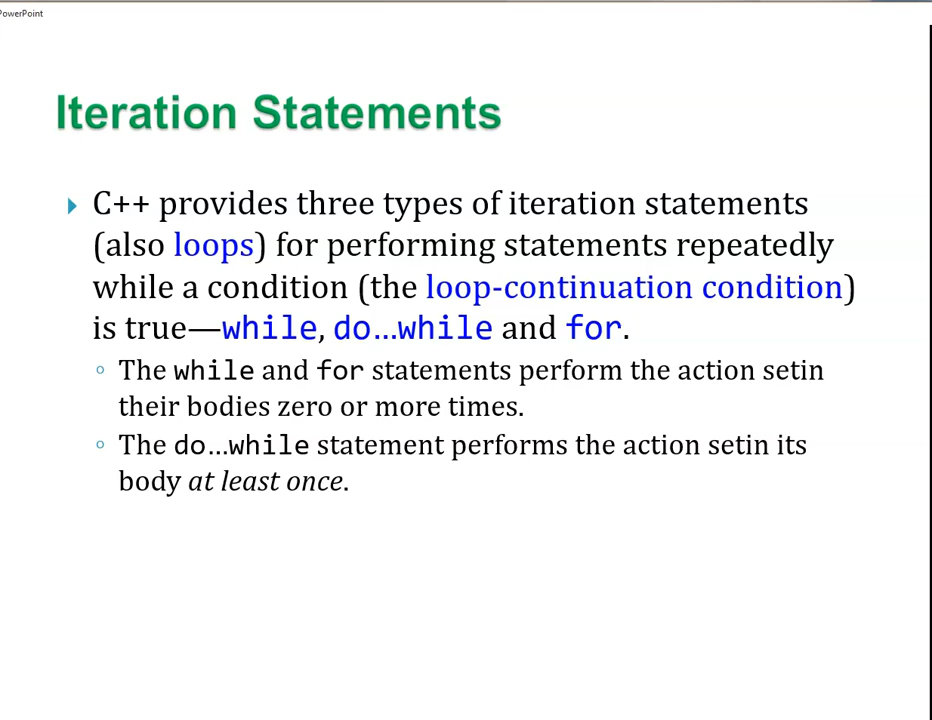 PowerPoint
Iteration Statements
C++ provides three types of iteration statements
(also loops) for performing statements repeatedly
while a condition (the loop-continuation condition)
is true—while, do…while and for.
The while and for statements perform the action setin
their bodies zero or more times.
The do…while statement performs the action setin its
body at least once.